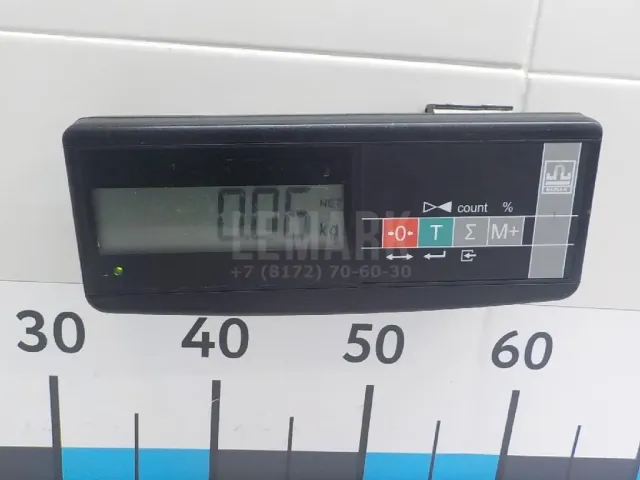 count %
0.06 NET
kg
→0← T Σ M+
LEMARK
+7 (8172) 70-60-30
30 40 50 60